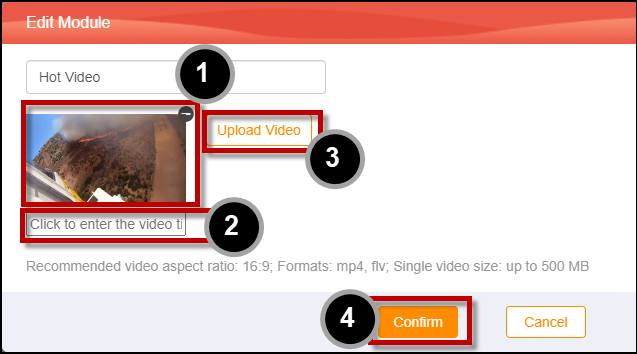 Edit Module
1
Hot Video
Upload Video
3
2
Click to enter the video ti
Recommended video aspect ratio: 16:9; Formats: mp4, flv; Single video size: up to 500 MB
4
Confirm
Cancel